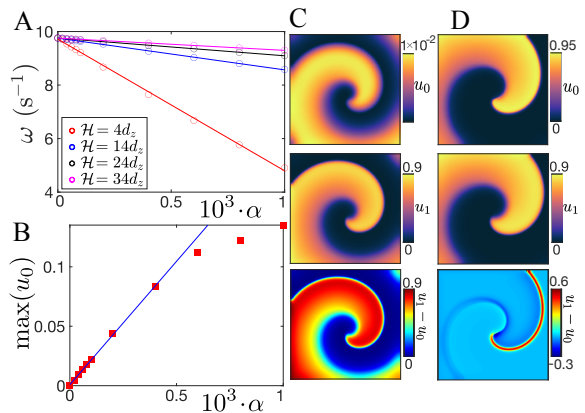 A
10
8
6
4
ω (s⁻¹)
ℋ = 4d_z
ℋ = 14d_z
ℋ = 24d_z
ℋ = 34d_z
0
0.5
1
10³·α
B
0.1
0.05
0
max(u₀)
0
0.5
1
10³·α
C
1×10⁻²
u₀
0
0.9
u₁
0
0.9
u₁ − u₀
0
D
0.95
u₀
0
0.9
u₁
0
0.6
u₁ − u₀
-0.3